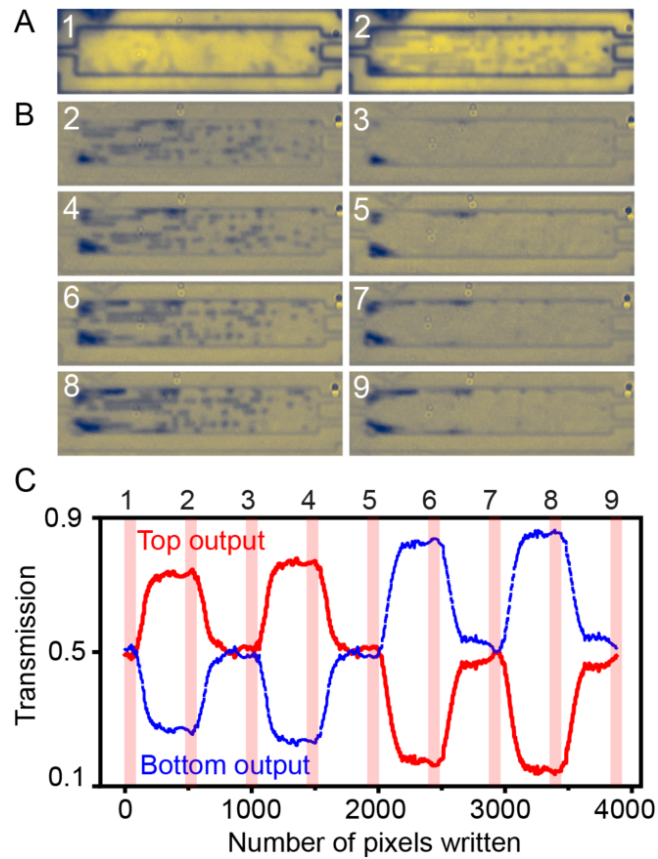 A
1 2
B
2 3
4 5
6 7
8 9
C
1 2 3 4 5 6 7 8 9
0.9
Top output
0.5
Transmission
Bottom output
0.1
0 1000 2000 3000 4000
Number of pixels written